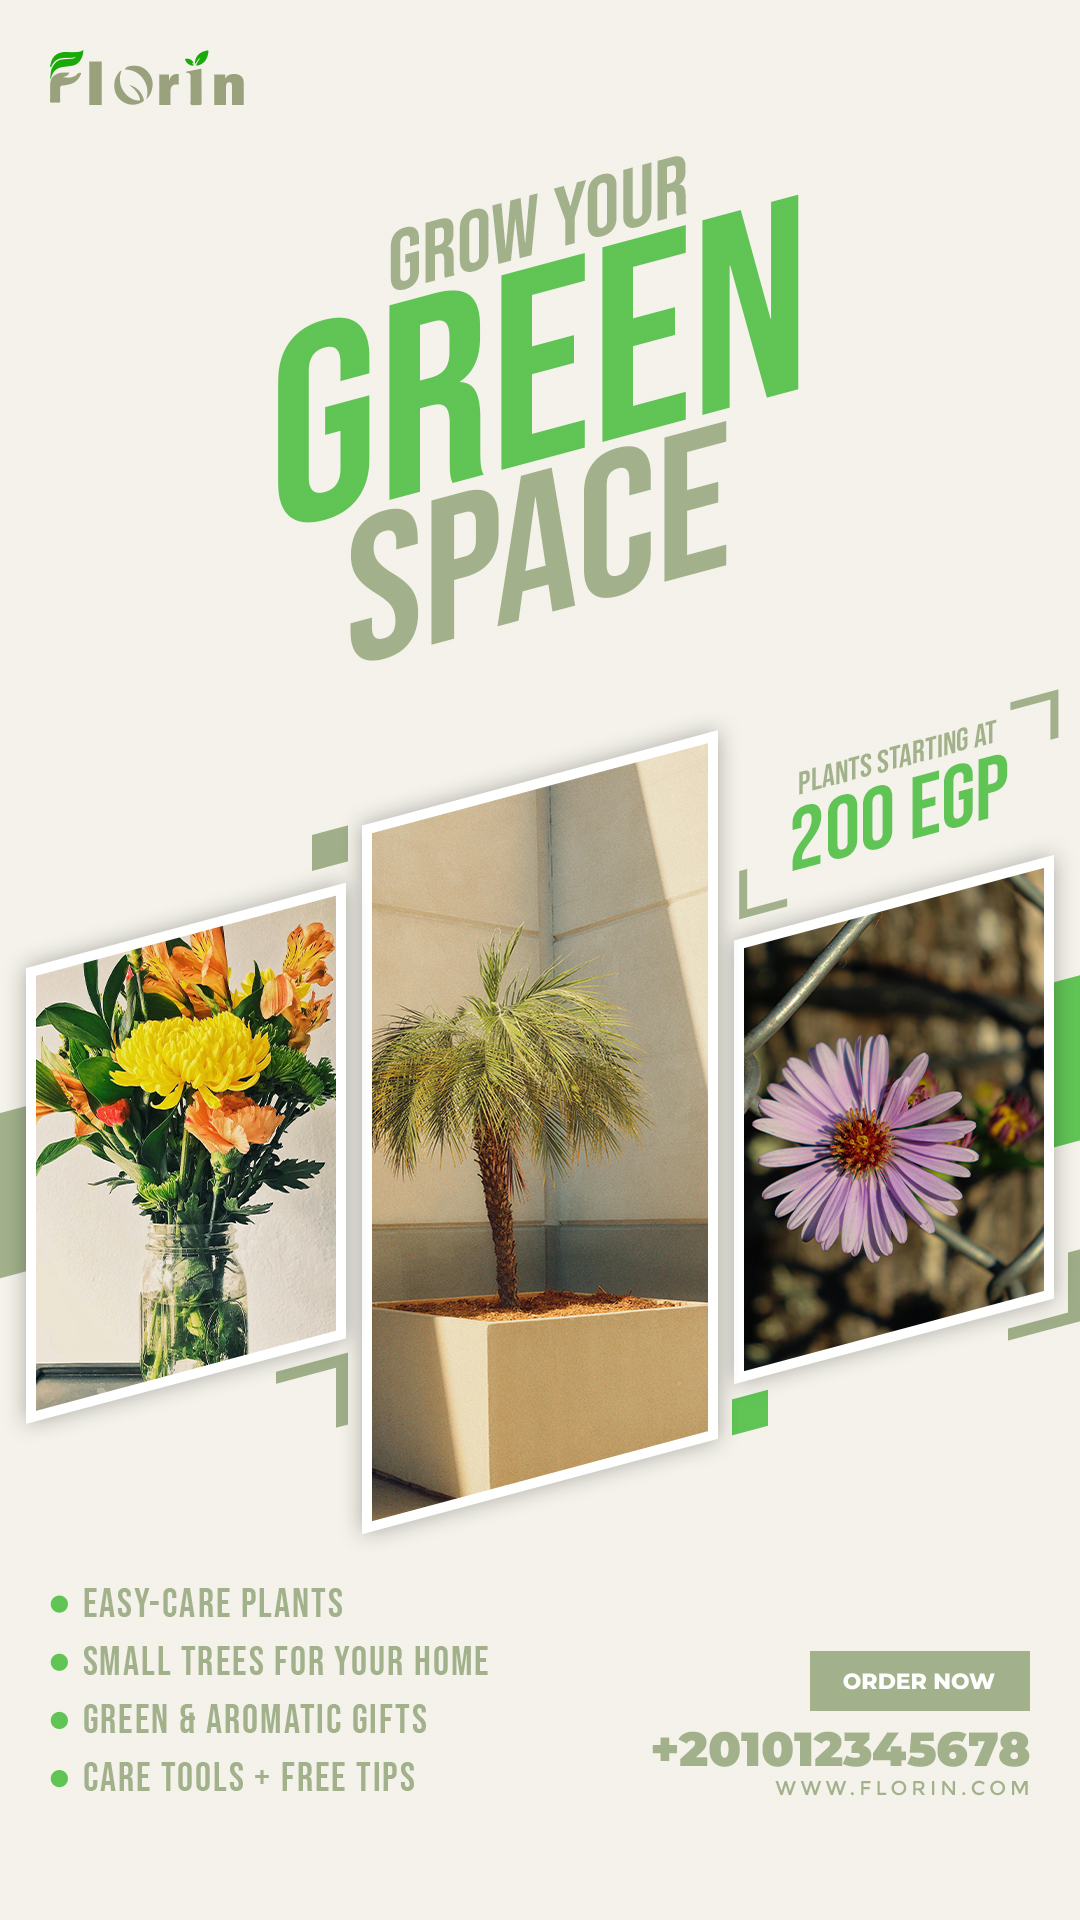 Florin
GROW YOUR
GREEN
SPACE
PLANTS STARTING AT
200 EGP
EASY-CARE PLANTS
SMALL TREES FOR YOUR HOME
GREEN & AROMATIC GIFTS
CARE TOOLS + FREE TIPS
ORDER NOW
+201012345678
WWW.FLORIN.COM